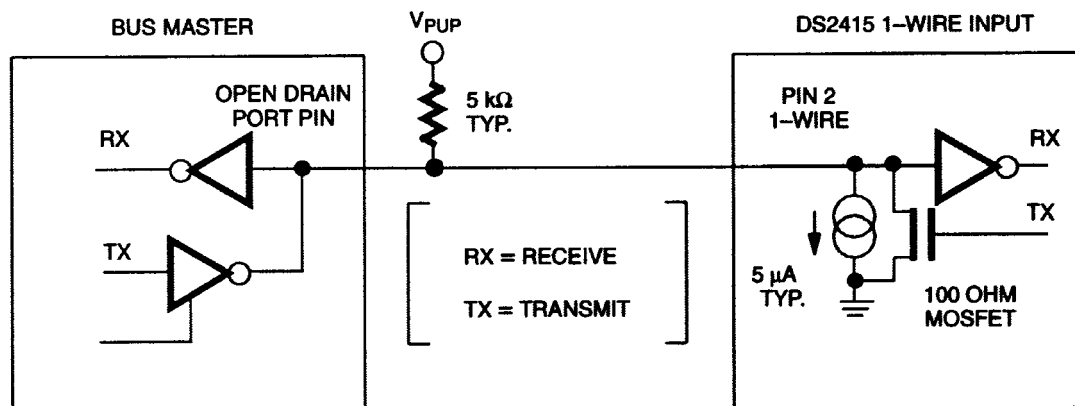 BUS MASTER
V_PUP
DS2415 1–WIRE INPUT
OPEN DRAIN
PORT PIN
5 kΩ
TYP.
PIN 2
1–WIRE
RX
RX
TX
TX
RX = RECEIVE
TX = TRANSMIT
5 µA
TYP.
100 OHM
MOSFET